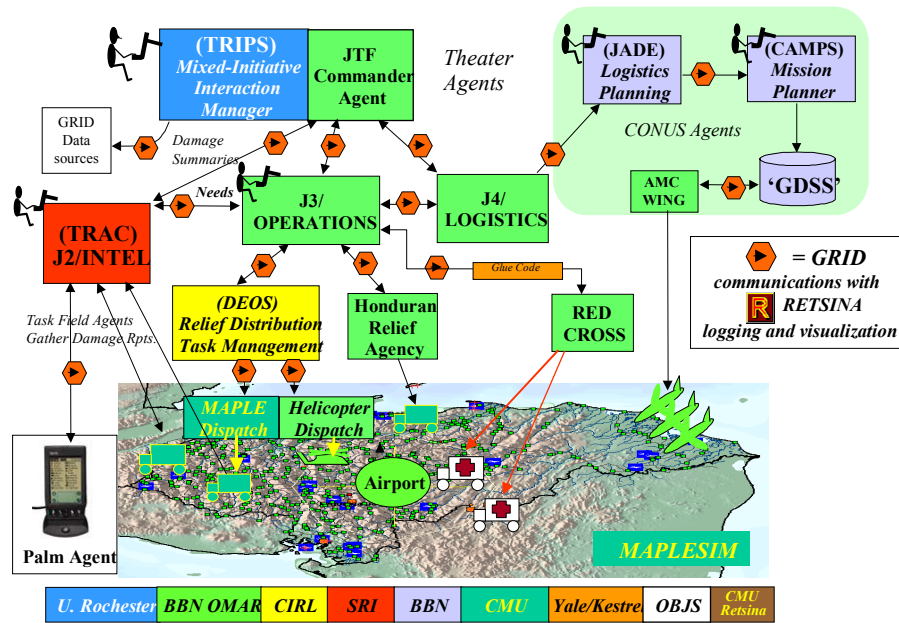 (TRIPS)
Mixed-Initiative
Interaction
Manager
JTF
Commander
Agent
Theater
Agents
(JADE)
Logistics
Planning
(CAMPS)
Mission
Planner
CONUS Agents
GRID
Data
sources
Damage
Summaries
Needs
J3/
OPERATIONS
J4/
LOGISTICS
AMC
WING
‘GDSS’
(TRAC)
J2/INTEL
= GRID
communications with
R RETSINA
logging and visualization
Glue Code
(DEOS)
Relief Distribution
Task Management
Honduran
Relief
Agency
RED
CROSS
Task Field Agents
Gather Damage Rpts.
MAPLE
Dispatch
Helicopter
Dispatch
Airport
Palm Agent
MAPLESIM
U. Rochester
BBN OMAR
CIRL
SRI
BBN
CMU
Yale/Kestrel
OBJS
CMU
Retsina